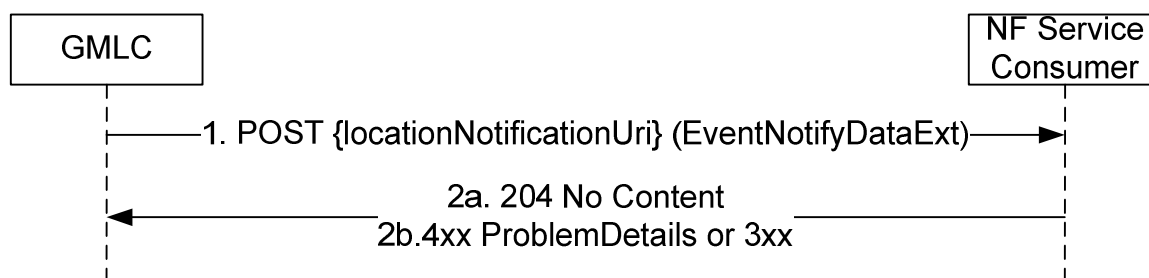 GMLC
NF Service
Consumer
1. POST {locationNotificationUri} (EventNotifyDataExt)
2a. 204 No Content
2b.4xx ProblemDetails or 3xx